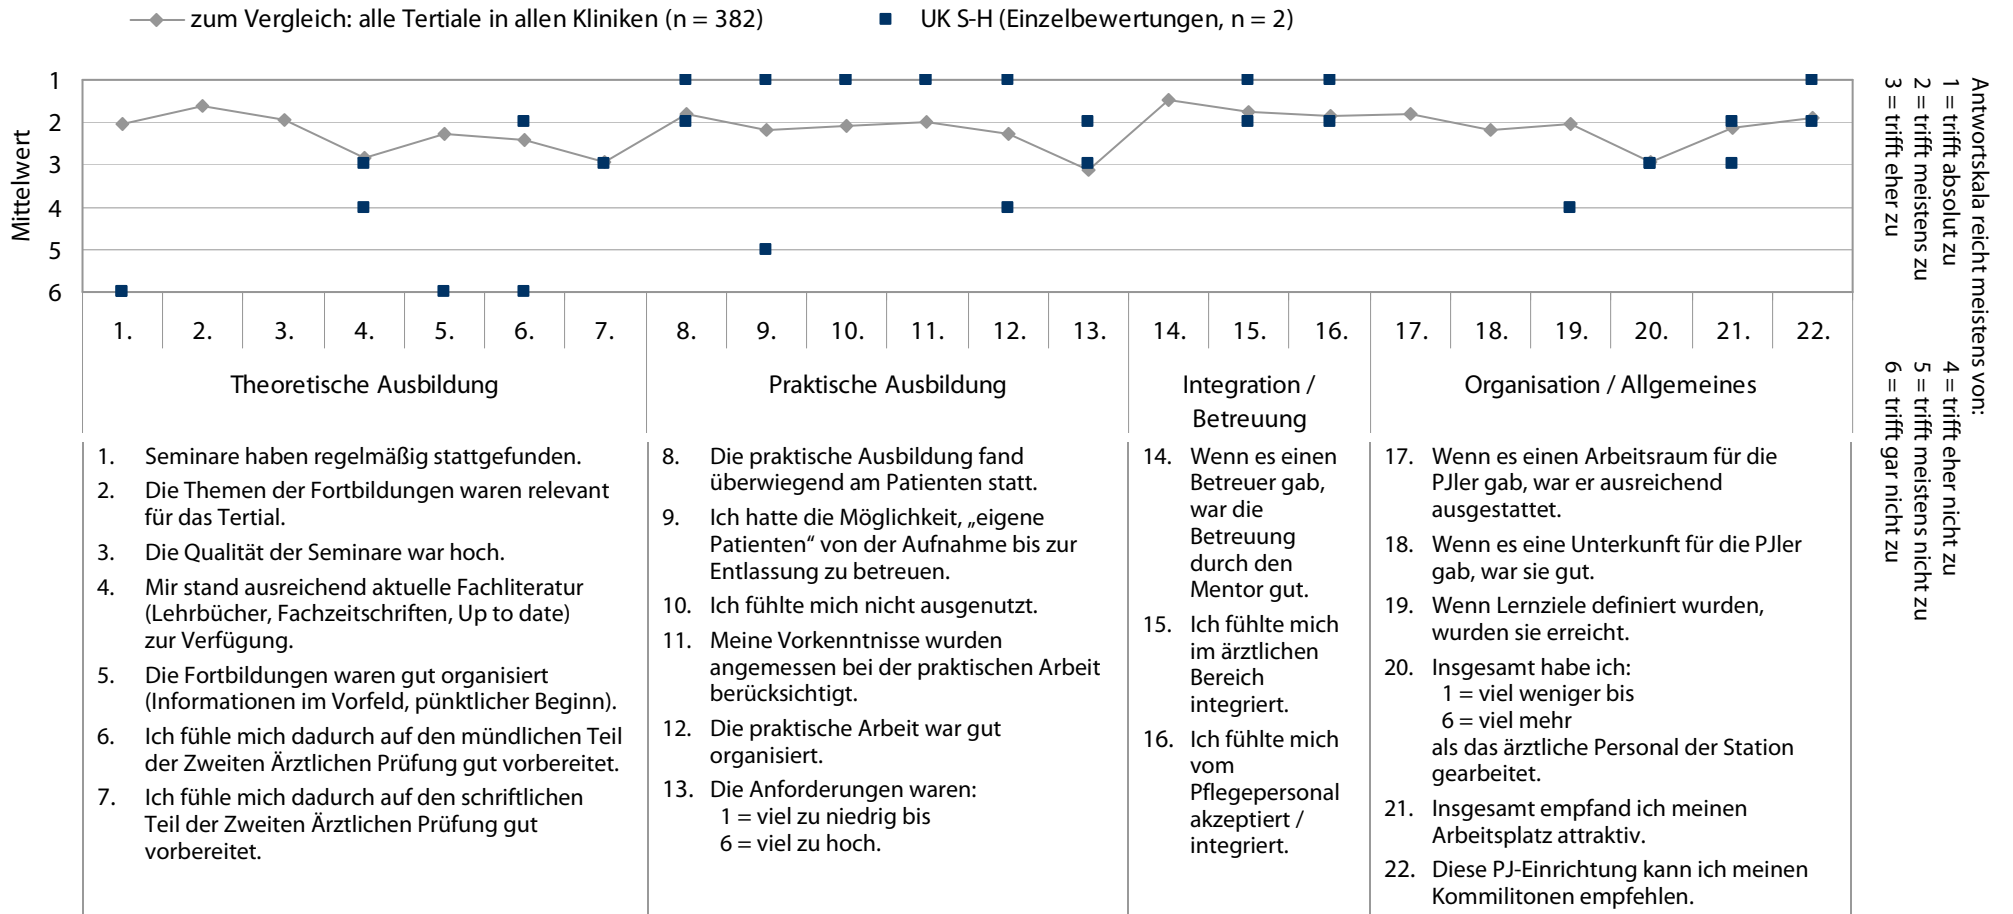 zum Vergleich: alle Tertiale in allen Kliniken (n = 382)
UK S-H (Einzelbewertungen, n = 2)
Mittelwert
1
2
3
4
5
6
1. 2. 3. 4. 5. 6. 7. 8. 9. 10. 11. 12. 13. 14. 15. 16. 17. 18. 19. 20. 21. 22.
Theoretische Ausbildung
Praktische Ausbildung
Integration /
Betreuung
Organisation / Allgemeines
1. Seminare haben regelmäßig stattgefunden.
2. Die Themen der Fortbildungen waren relevant
für das Tertial.
3. Die Qualität der Seminare war hoch.
4. Mir stand ausreichend aktuelle Fachliteratur
(Lehrbücher, Fachzeitschriften, Up to date)
zur Verfügung.
5. Die Fortbildungen waren gut organisiert
(Informationen im Vorfeld, pünktlicher Beginn).
6. Ich fühle mich dadurch auf den mündlichen Teil
der Zweiten Ärztlichen Prüfung gut vorbereitet.
7. Ich fühle mich dadurch auf den schriftlichen
Teil der Zweiten Ärztlichen Prüfung gut
vorbereitet.
8. Die praktische Ausbildung fand
überwiegend am Patienten statt.
9. Ich hatte die Möglichkeit, „eigene
Patienten“ von der Aufnahme bis zur
Entlassung zu betreuen.
10. Ich fühlte mich nicht ausgenutzt.
11. Meine Vorkenntnisse wurden
angemessen bei der praktischen Arbeit
berücksichtigt.
12. Die praktische Arbeit war gut
organisiert.
13. Die Anforderungen waren:
1 = viel zu niedrig bis
6 = viel zu hoch.
14. Wenn es einen
Betreuer gab,
war die
Betreuung
durch den
Mentor gut.
15. Ich fühlte mich
im ärztlichen
Bereich
integriert.
16. Ich fühlte mich
vom
Pflegepersonal
akzeptiert /
integriert.
17. Wenn es einen Arbeitsraum für die
PJler gab, war er ausreichend
ausgestattet.
18. Wenn es eine Unterkunft für die PJler
gab, war sie gut.
19. Wenn Lernziele definiert wurden,
wurden sie erreicht.
20. Insgesamt habe ich:
1 = viel weniger bis
6 = viel mehr
als das ärztliche Personal der Station
gearbeitet.
21. Insgesamt empfand ich meinen
Arbeitsplatz attraktiv.
22. Diese PJ-Einrichtung kann ich meinen
Kommilitonen empfehlen.
Antwortskala reicht meistens von:
1 = trifft absolut zu
2 = trifft meistens zu
3 = trifft eher zu
4 = trifft eher nicht zu
5 = trifft meistens nicht zu
6 = trifft gar nicht zu